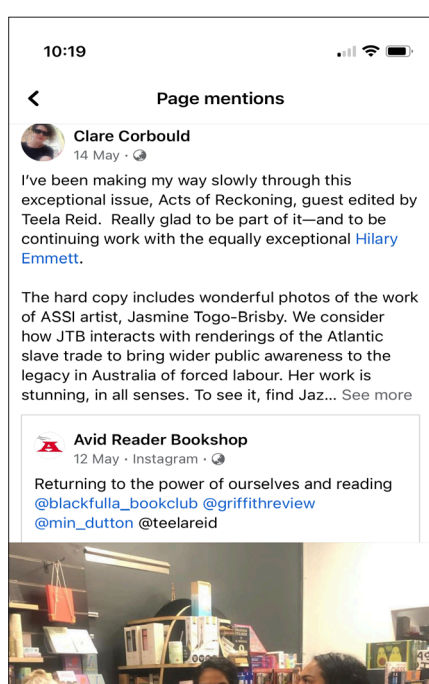 10:19
Page mentions
Clare Corbould
14 May ·
I've been making my way slowly through this
exceptional issue, Acts of Reckoning, guest edited by
Teela Reid.  Really glad to be part of it—and to be
continuing work with the equally exceptional Hilary
Emmett.
The hard copy includes wonderful photos of the work
of ASSI artist, Jasmine Togo-Brisby. We consider
how JTB interacts with renderings of the Atlantic
slave trade to bring wider public awareness to the
legacy in Australia of forced labour. Her work is
stunning, in all senses. To see it, find Jaz... See more
Avid Reader Bookshop
12 May · Instagram ·
Returning to the power of ourselves and reading
@blackfulla_bookclub @griffithreview
@min_dutton @teelareid